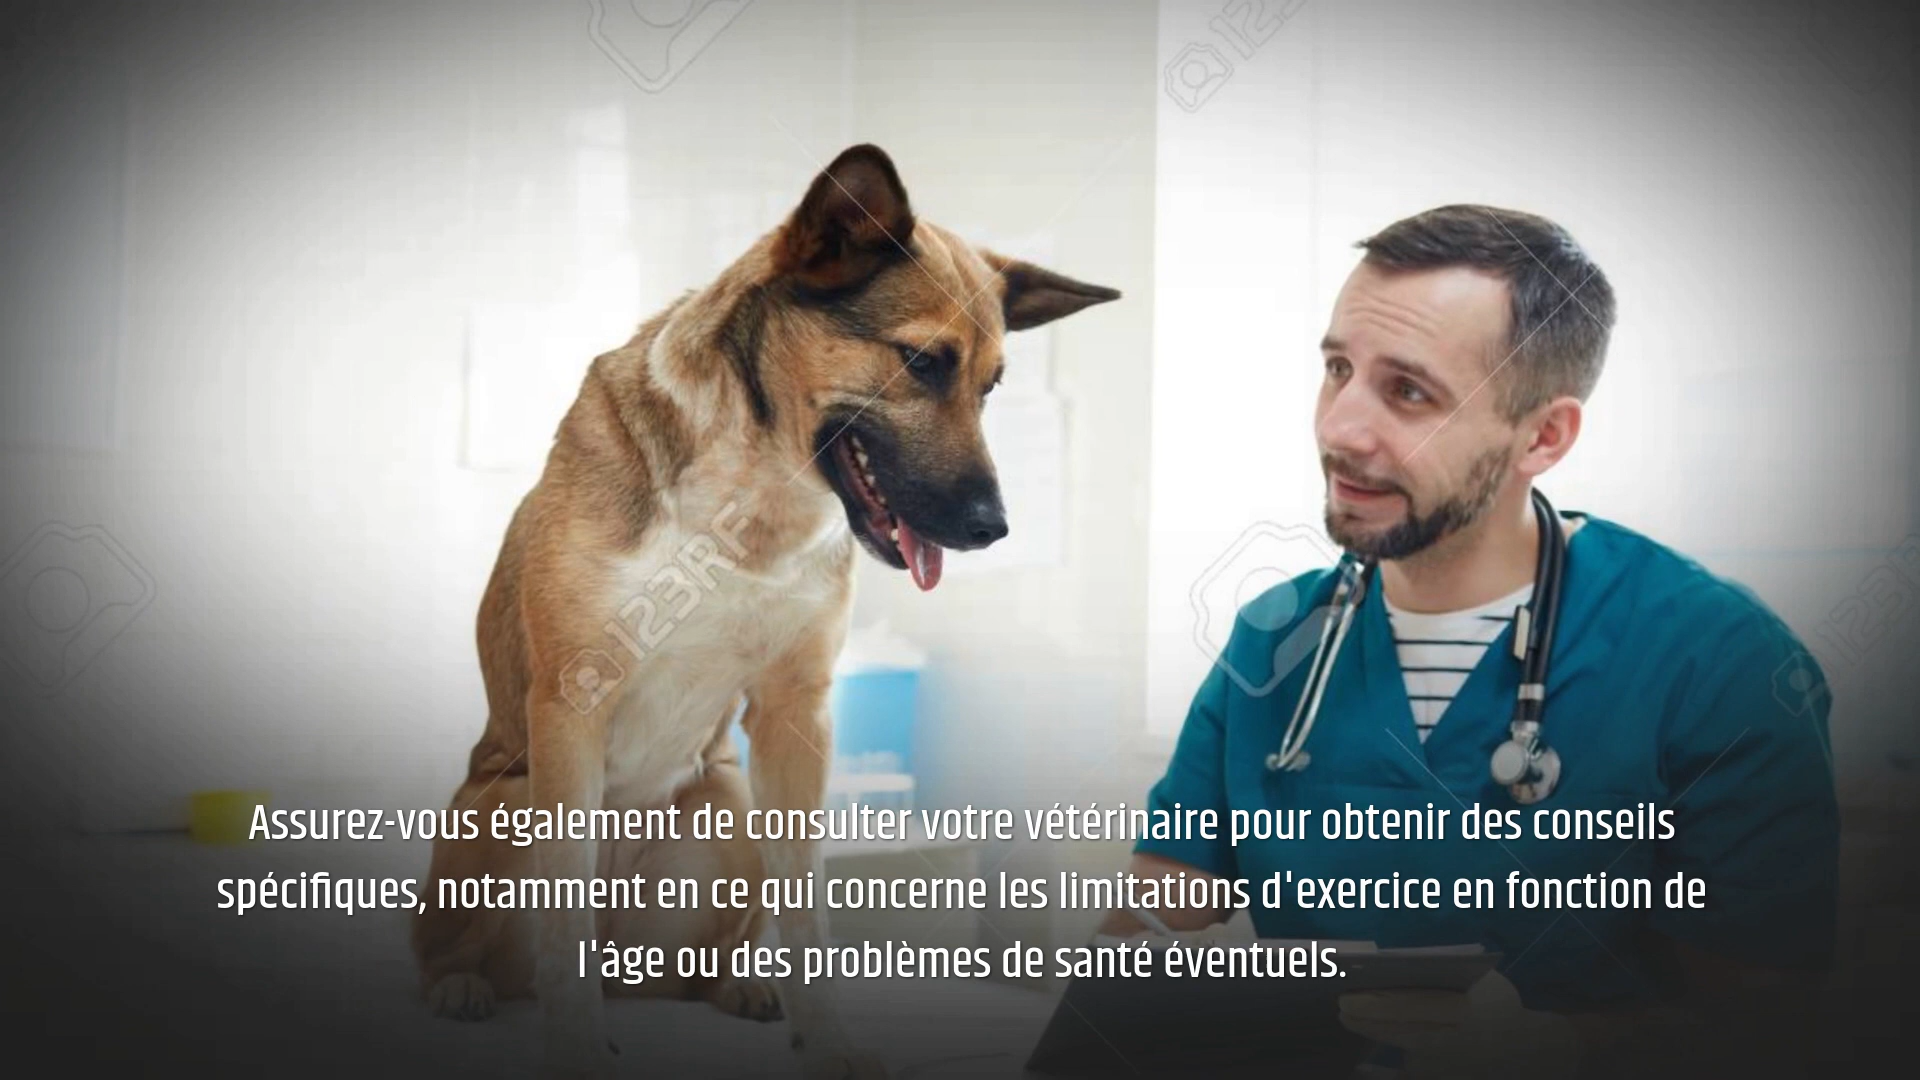 Assurez-vous également de consulter votre vétérinaire pour obtenir des conseils
spécifiques, notamment en ce qui concerne les limitations d'exercice en fonction de
l'âge ou des problèmes de santé éventuels.
123RF